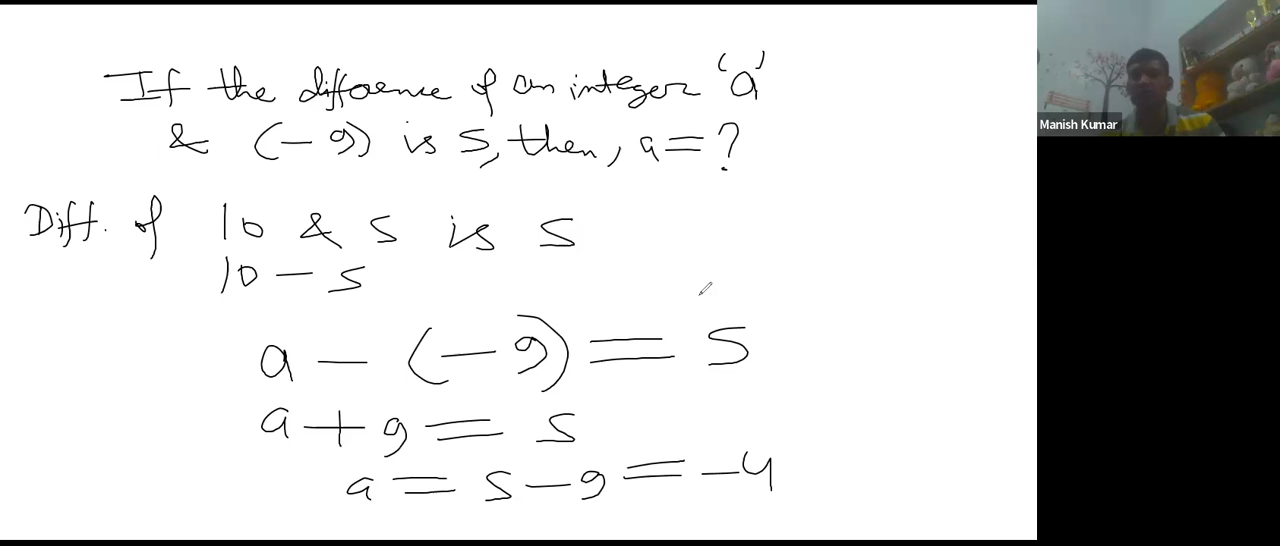 If the difference of an integer 'a'
& (-9) is 5, then, a = ?
Diff. of 10 & 5 is 5
10 - 5
a - (-9) = 5
a + 9 = 5
a = 5 - 9 = -4
Manish Kumar